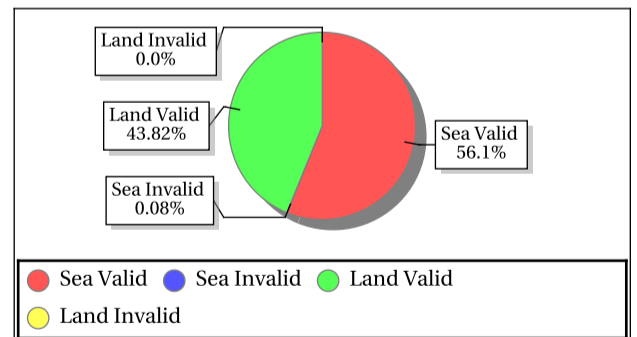 Land Invalid
0.0%
Land Valid
43.82%
Sea Valid
56.1%
Sea Invalid
0.08%
Sea Valid Sea Invalid Land Valid
Land Invalid